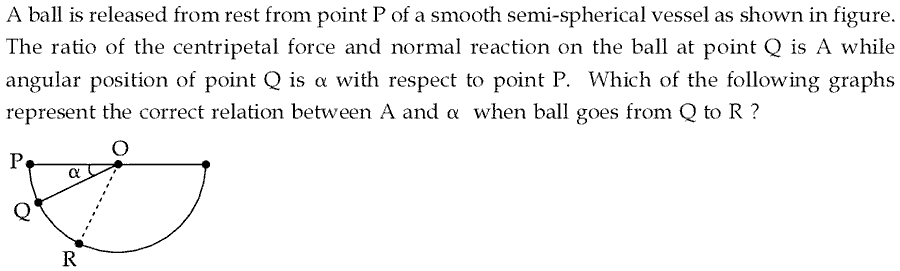 A ball is released from rest from point P of a smooth semi-spherical vessel as shown in figure.
The ratio of the centripetal force and normal reaction on the ball at point Q is A while
angular position of point Q is α with respect to point P. Which of the following graphs
represent the correct relation between A and α when ball goes from Q to R ?
P
O
α
Q
R